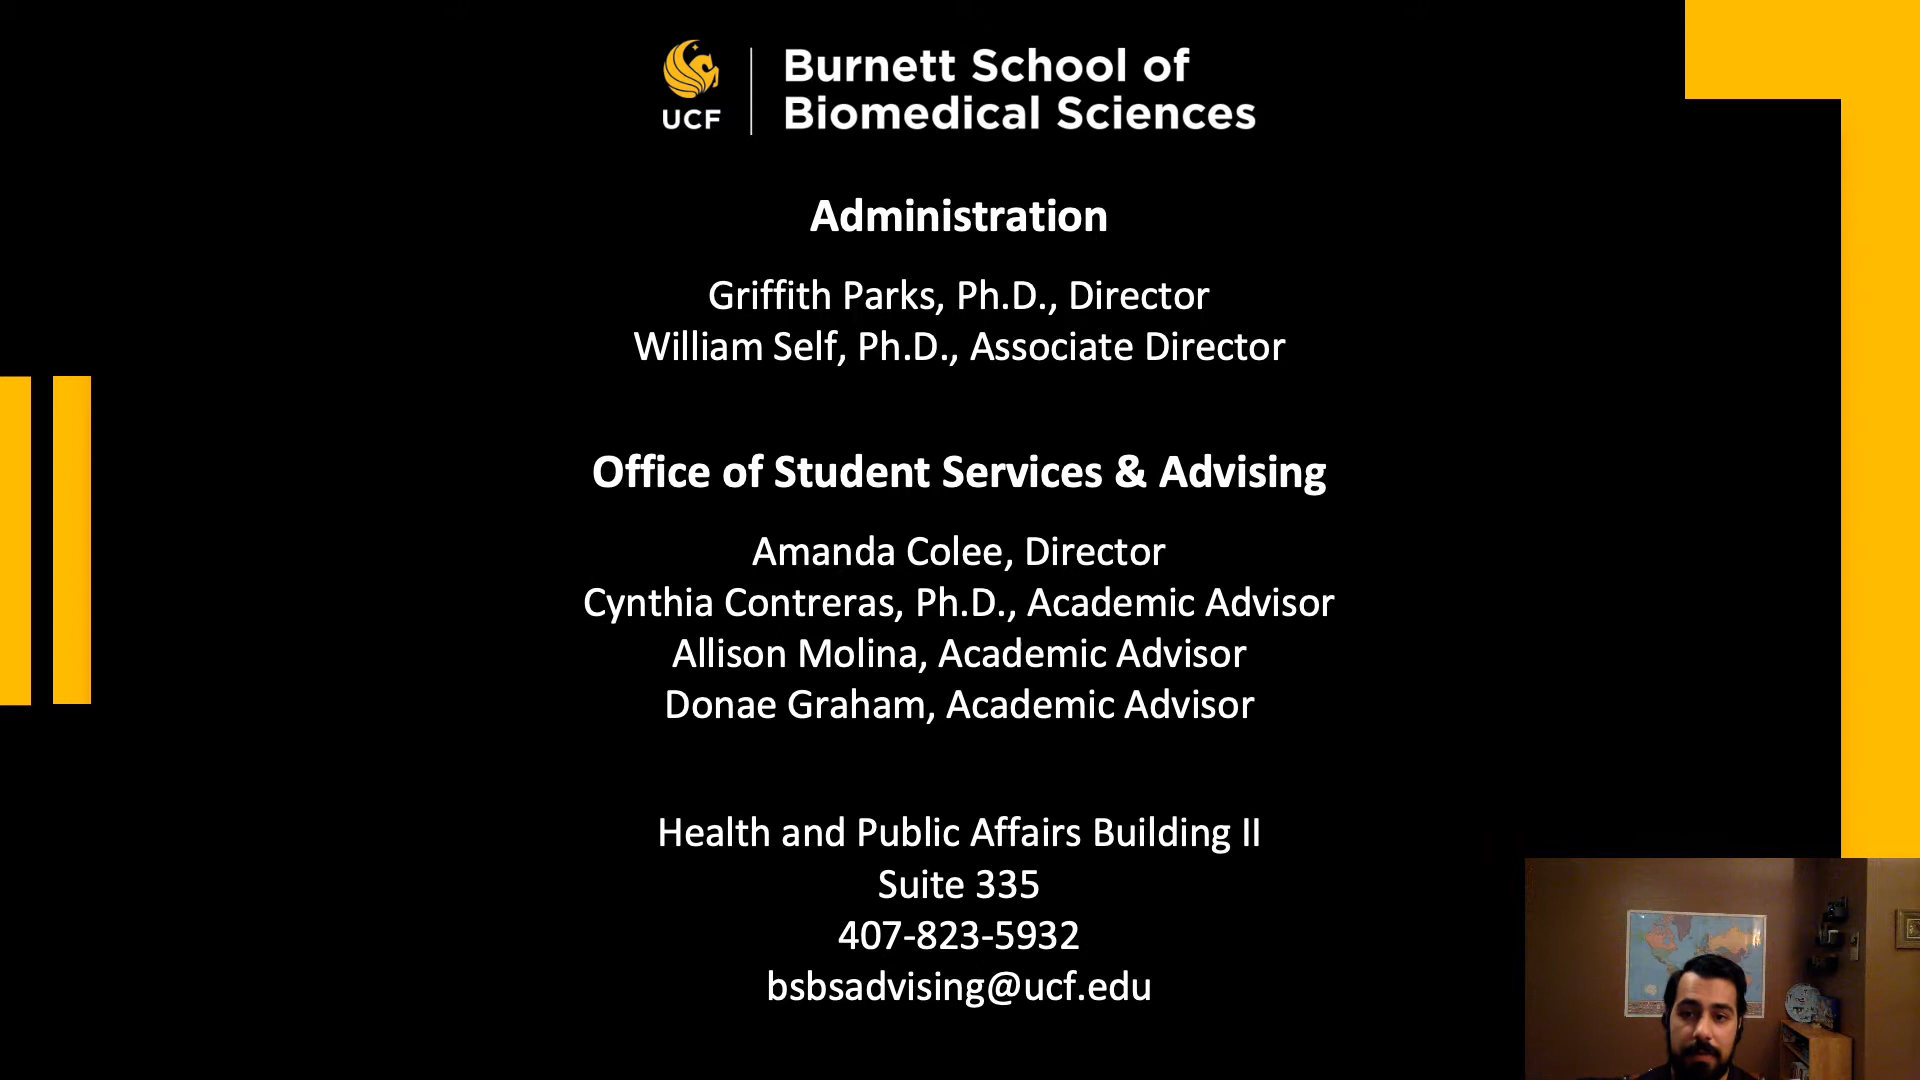 UCF
Burnett School of
Biomedical Sciences
Administration
Griffith Parks, Ph.D., Director
William Self, Ph.D., Associate Director
Office of Student Services & Advising
Amanda Colee, Director
Cynthia Contreras, Ph.D., Academic Advisor
Allison Molina, Academic Advisor
Donae Graham, Academic Advisor
Health and Public Affairs Building II
Suite 335
407-823-5932
bsbsadvising@ucf.edu